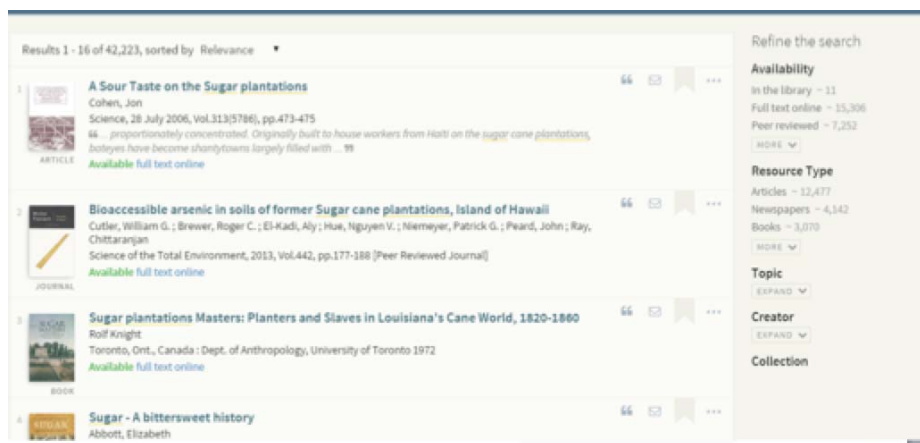 Results 1 - 16 of 42,223, sorted by Relevance
1
A Sour Taste on the Sugar plantations
Cohen, Jon
Science, 28 July 2006, Vol.313(5786), pp.473-475
... proportionately concentrated. Originally built to house workers from Haiti on the sugar cane plantations,
bateyes have become shantytowns largely filled with ...
ARTICLE
Available full text online
2
Bioaccessible arsenic in soils of former Sugar cane plantations, Island of Hawaii
Cutler, William G. ; Brewer, Roger C. ; El-Kadi, Aly ; Hue, Nguyen V. ; Niemeyer, Patrick G. ; Peard, John ; Ray,
Chittaranjan
Science of the Total Environment, 2013, Vol.442, pp.177-188 [Peer Reviewed Journal]
Available full text online
JOURNAL
3
Sugar plantations Masters: Planters and Slaves in Louisiana's Cane World, 1820-1860
Rolf Knight
Toronto, Ont., Canada : Dept. of Anthropology, University of Toronto 1972
Available full text online
SUGAR
BOOK
4
Sugar - A bittersweet history
Abbott, Elizabeth
SUGAR
Refine the search
Availability
In the library ~ 11
Full text online ~ 15,306
Peer reviewed ~ 7,252
MORE
Resource Type
Articles ~ 12,477
Newspapers ~ 4,142
Books ~ 3,070
MORE
Topic
EXPAND
Creator
EXPAND
Collection